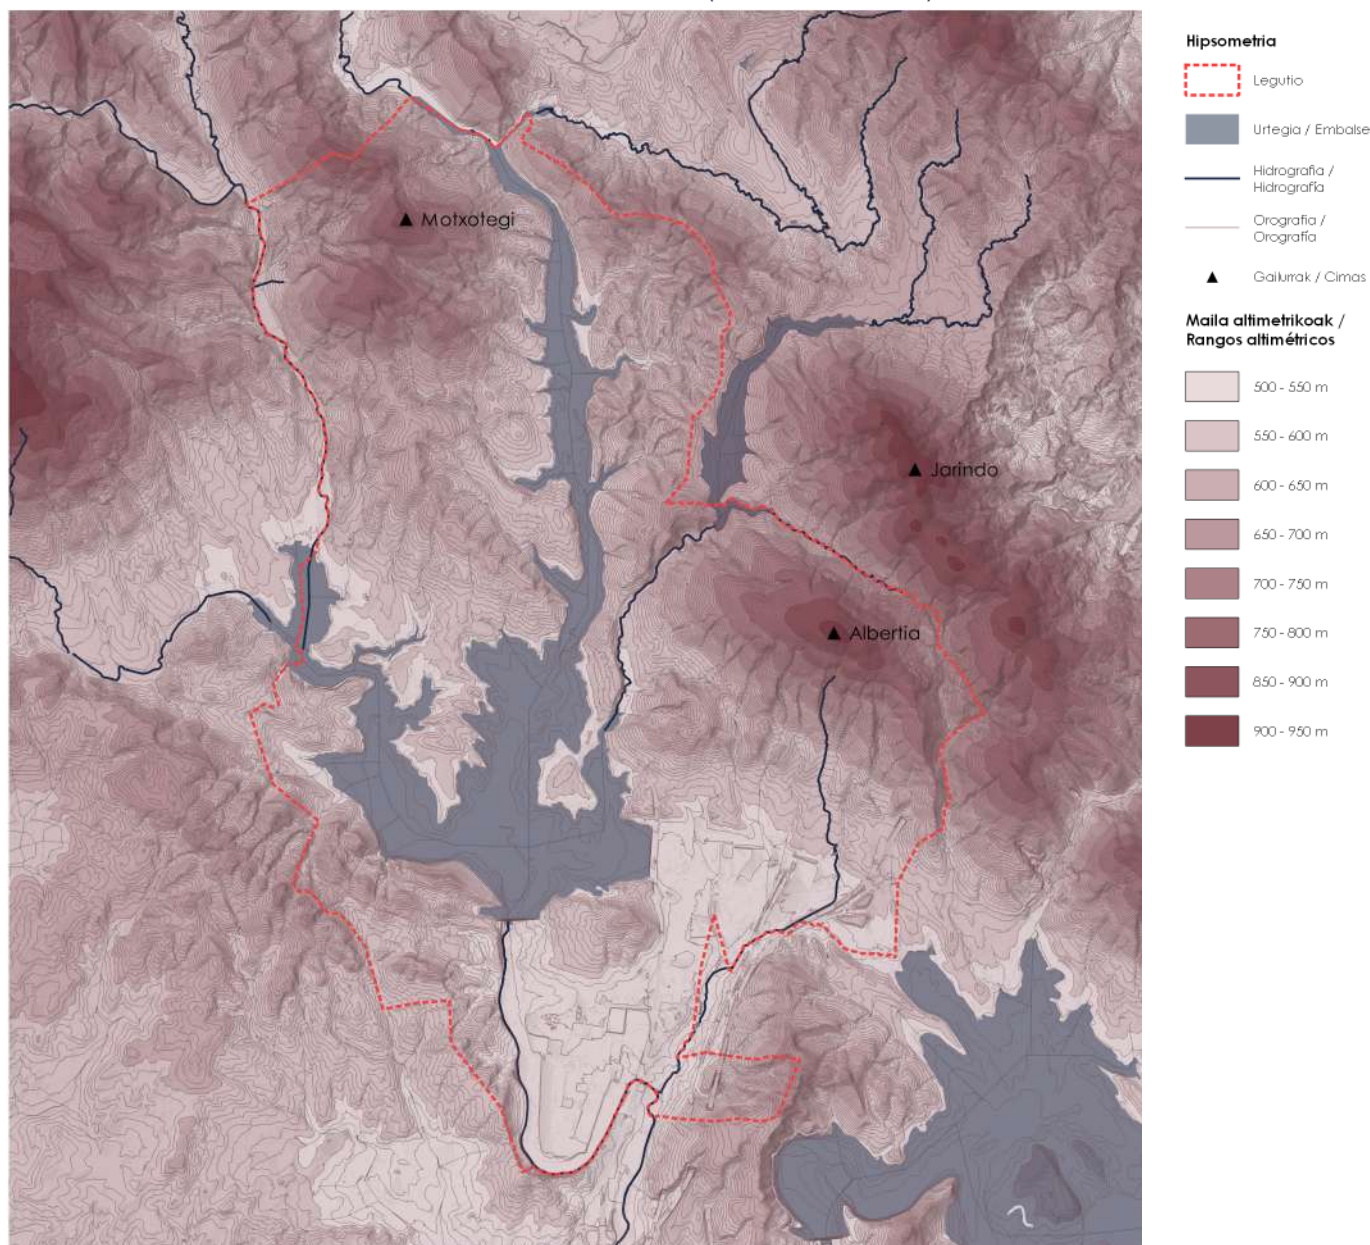 Motxotegi
Jarindo
Albertia
Hipsometria
Legutio
Urtegia / Embalse
Hidrografia /
Hidrografía
Orografia /
Orografía
Gailurrak / Cimas
Maila altimetrikoak /
Rangos altimétricos
500 - 550 m
550 - 600 m
600 - 650 m
650 - 700 m
700 - 750 m
750 - 800 m
850 - 900 m
900 - 950 m